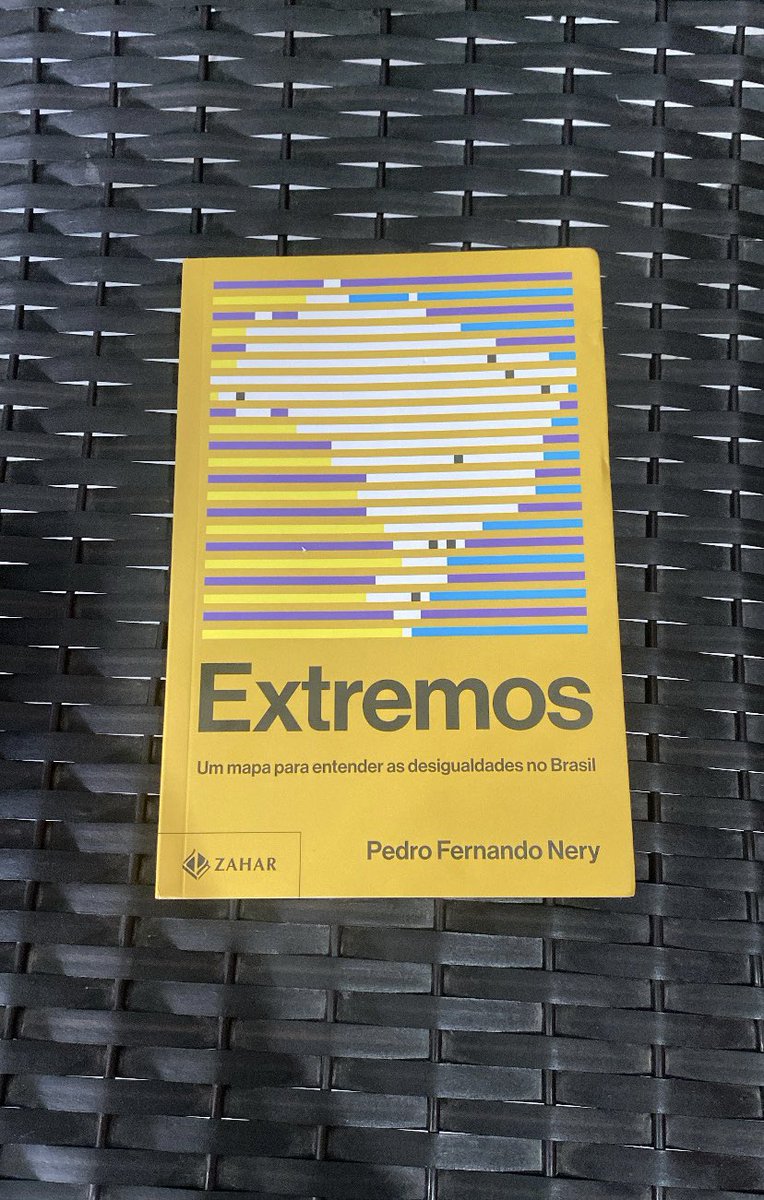 Extremos
Um mapa para entender as desigualdades no Brasil
Pedro Fernando Nery
ZAHAR